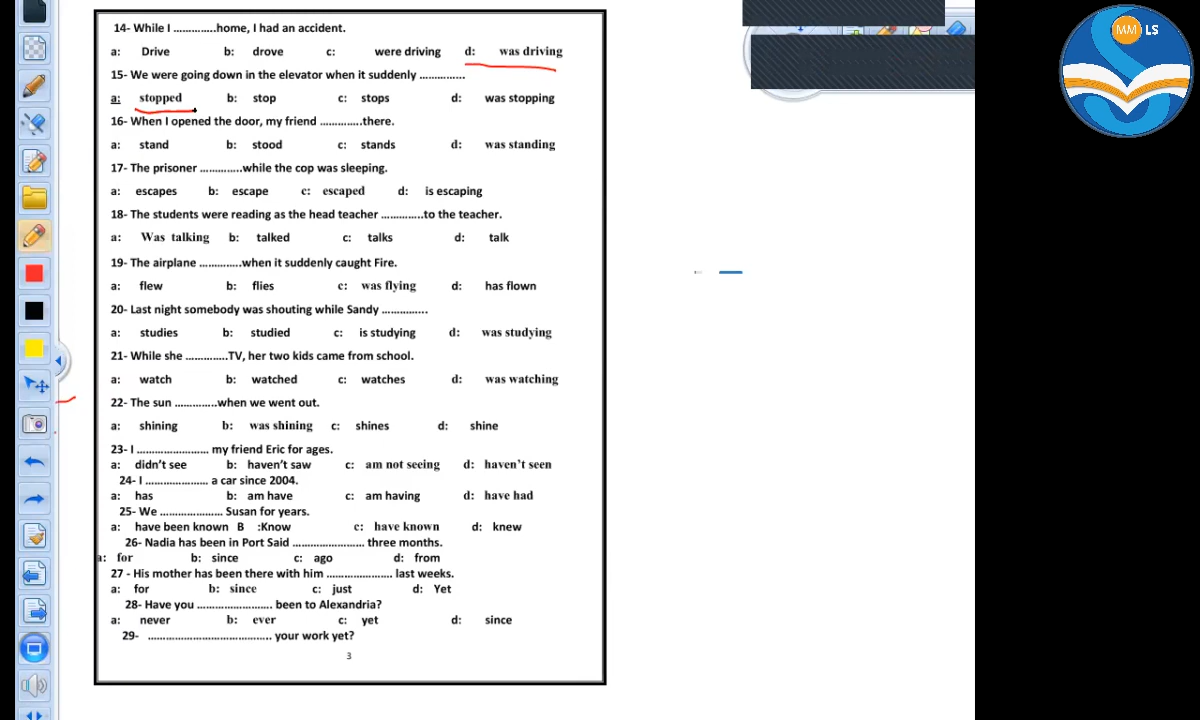 14- While I …………..home, I had an accident.
a: Drive b: drove c: were driving d: was driving
15- We were going down in the elevator when it suddenly ……………
a: stopped b: stop c: stops d: was stopping
16- When I opened the door, my friend …………..there.
a: stand b: stood c: stands d: was standing
17- The prisoner …………..while the cop was sleeping.
a: escapes b: escape c: escaped d: is escaping
18- The students were reading as the head teacher …………..to the teacher.
a: Was talking b: talked c: talks d: talk
19- The airplane …………..when it suddenly caught Fire.
a: flew b: flies c: was flying d: has flown
20- Last night somebody was shouting while Sandy ……………
a: studies b: studied c: is studying d: was studying
21- While she …………..TV, her two kids came from school.
a: watch b: watched c: watches d: was watching
22- The sun …………..when we went out.
a: shining b: was shining c: shines d: shine
23- I …………………… my friend Eric for ages.
a: didn't see b: haven't saw c: am not seeing d: haven't seen
24- I ………………… a car since 2004.
a: has b: am have c: am having d: have had
25- We ………………… Susan for years.
a: have been known B :Know c: have known d: knew
26- Nadia has been in Port Said …………………… three months.
a: for b: since c: ago d: from
27 - His mother has been there with him …………………. last weeks.
a: for b: since c: just d: Yet
28- Have you ……………………. been to Alexandria?
a: never b: ever c: yet d: since
29- ………………………………….. your work yet?
3
MM LS